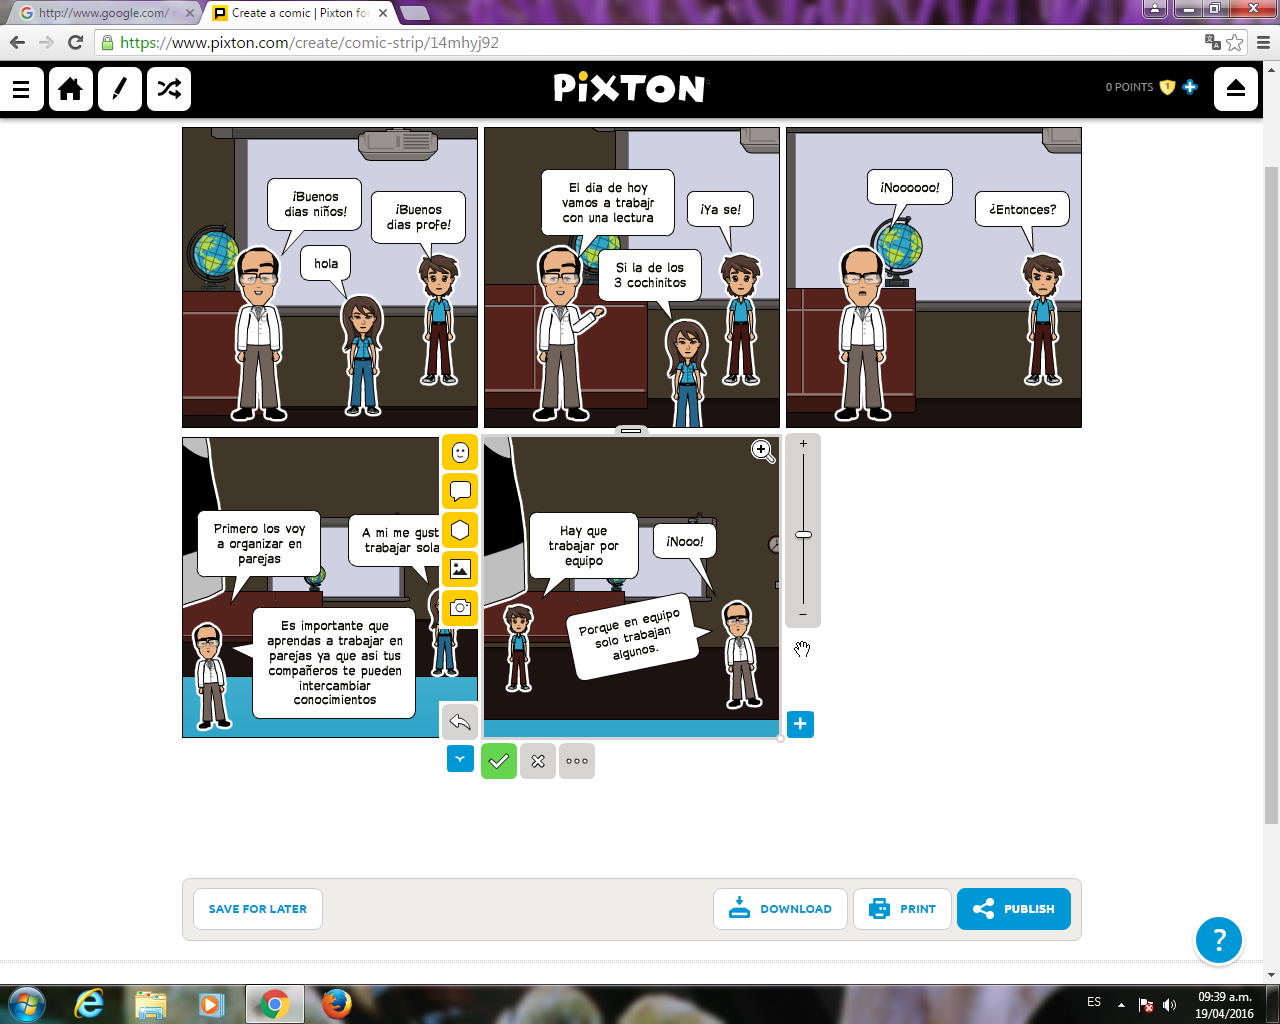 http://www.google.com/
Create a comic | Pixton for
https://www.pixton.com/create/comic-strip/14mhyj92
PiXTON
0 POINTS
1
¡Buenos
dias niños!
¡Buenos
dias profe!
hola
El dia de hoy
vamos a trabajr
con una lectura
¡Ya se!
Si la de los
3 cochinitos
¡Noooooo!
¿Entonces?
Primero los voy
a organizar en
parejas
A mi me gust
trabajar sola
Es importante que
aprendas a trabajar en
parejas ya que asi tus
compañeros te pueden
intercambiar
conocimientos
Hay que
trabajar por
equipo
¡Nooo!
Porque en equipo
solo trabajan
algunos.
SAVE FOR LATER
DOWNLOAD
PRINT
PUBLISH
?
ES
09:39 a.m.
19/04/2016